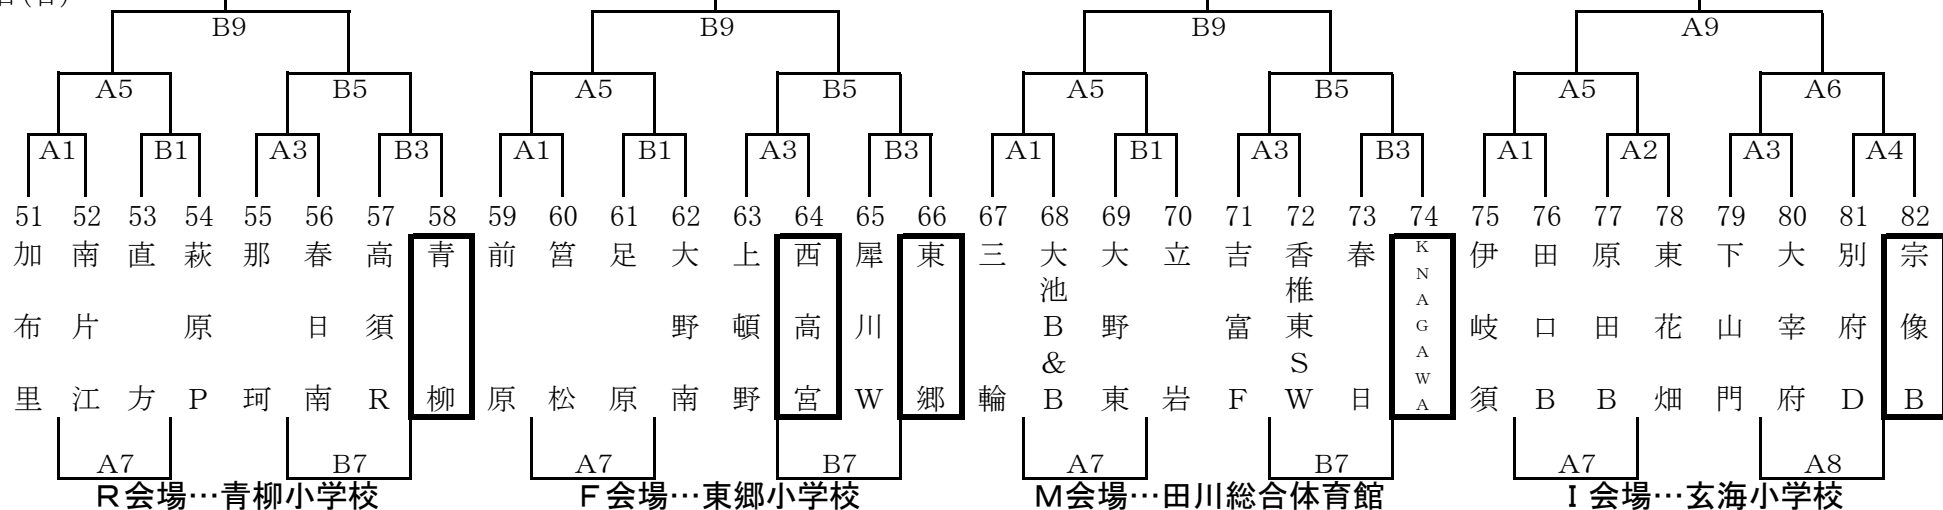 B9 B9 B9 A9
A5 B5 A5 B5 A5 B5 A5 A6
A1 B1 A3 B3 A1 B1 A3 B3 A1 B1 A3 B3 A1 A2 A3 A4
51 52 53 54 55 56 57 58 59 60 61 62 63 64 65 66 67 68 69 70 71 72 73 74 75 76 77 78 79 80 81 82
加布里
南片江
直方
萩原P
那珂
春日南
高須R
青柳
前原
筥松
足原
大野南
上頓野
西高宮
犀川W
東郷
三輪
大池B&B
大野東
立岩
吉富F
香椎東SW
春日
KNAGAWA
伊岐須
田口B
原田B
東花畑
下山門
大宰府
別府D
宗像B
A7 B7 A7 B7 A7 B7 A7 A8
R会場…青柳小学校 F会場…東郷小学校 M会場…田川総合体育館 I会場…玄海小学校